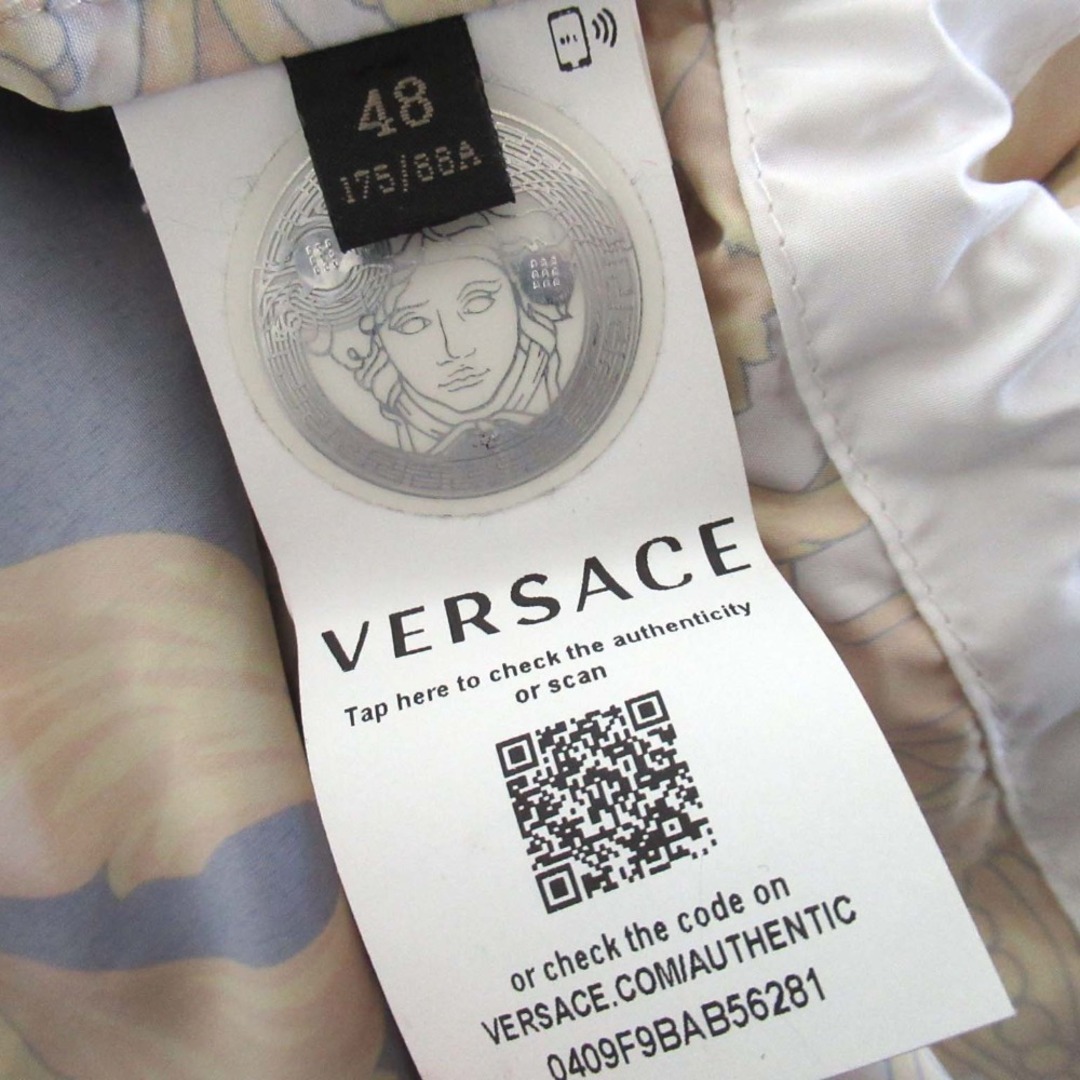 48
175/88A
VERSACE
Tap here to check the authenticity
or scan
or check the code on
VERSACE.COM/AUTHENTIC
0409F9BAB56281